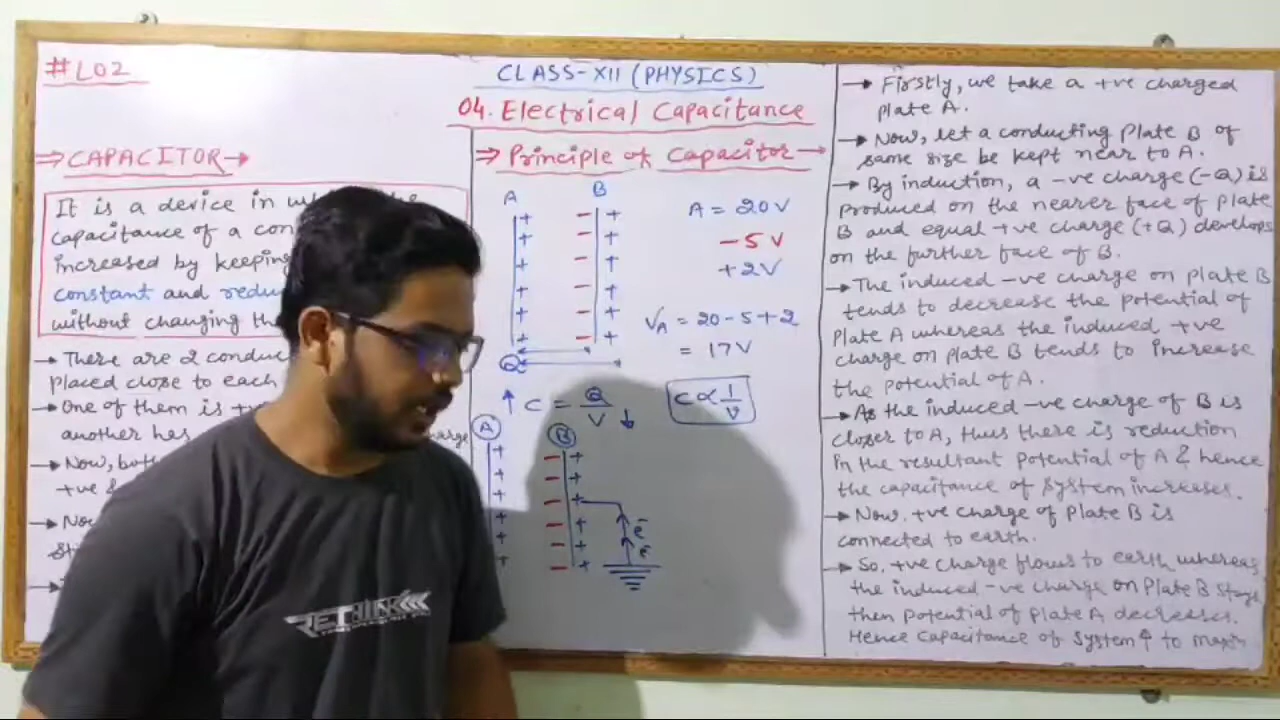 #L02
CLASS-XII (PHYSICS)
04. Electrical Capacitance
⇒ CAPACITOR →
It is a device in
capacitance of a
increased by keeping
constant and
without changing
→ There are 2
placed close to each
→ One of them is
another has
charge
→ Now,
+ve &
→
→
⇒ Principle of Capacitor →
A B
A = 20V
-5V
+2V
VA = 20-5+2
= 17V
Q
↑ C = Q/V ↓
C ∝ 1/V
A B
e⁻
e⁻
→ Firstly, we take a +ve charged
plate A.
→ Now, let a conducting Plate B of
same size be kept near to A.
→ By induction, a -ve charge (-Q) is
produced on the nearer face of plate
B and equal +ve charge (+Q) develops
on the further face of B.
→ The induced -ve charge on plate B
tends to decrease the potential of
Plate A whereas the induced +ve
charge on plate B tends to increase
the potential of A.
→ As the induced -ve charge of B is
closer to A, thus there is reduction
in the resultant potential of A & hence
the capacitance of system increases.
→ Now, +ve charge of Plate B is
connected to earth.
→ So, +ve charge flows to earth whereas
the induced -ve charge on Plate B stays
then potential of plate A decreases.
Hence Capacitance of System ↑ to
RETHINK